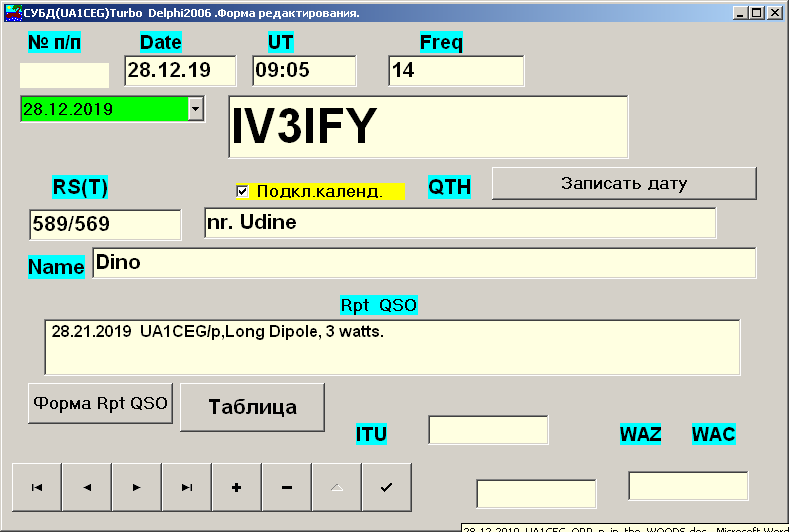 СУБД(UA1CEG)Turbo Delphi2006 .Форма редактирования.
№ п/п Date UT Freq
28.12.19 09:05 14
28.12.2019
IV3IFY
RS(T) Подкл.календ. QTH Записать дату
589/569 nr. Udine
Name Dino
Rpt QSO
28.21.2019 UA1CEG/p,Long Dipole, 3 watts.
Форма Rpt QSO Таблица
ITU WAZ WAC
28.12.2019 UA1CEG QRP p in the WOODS.doc - Microsoft Word